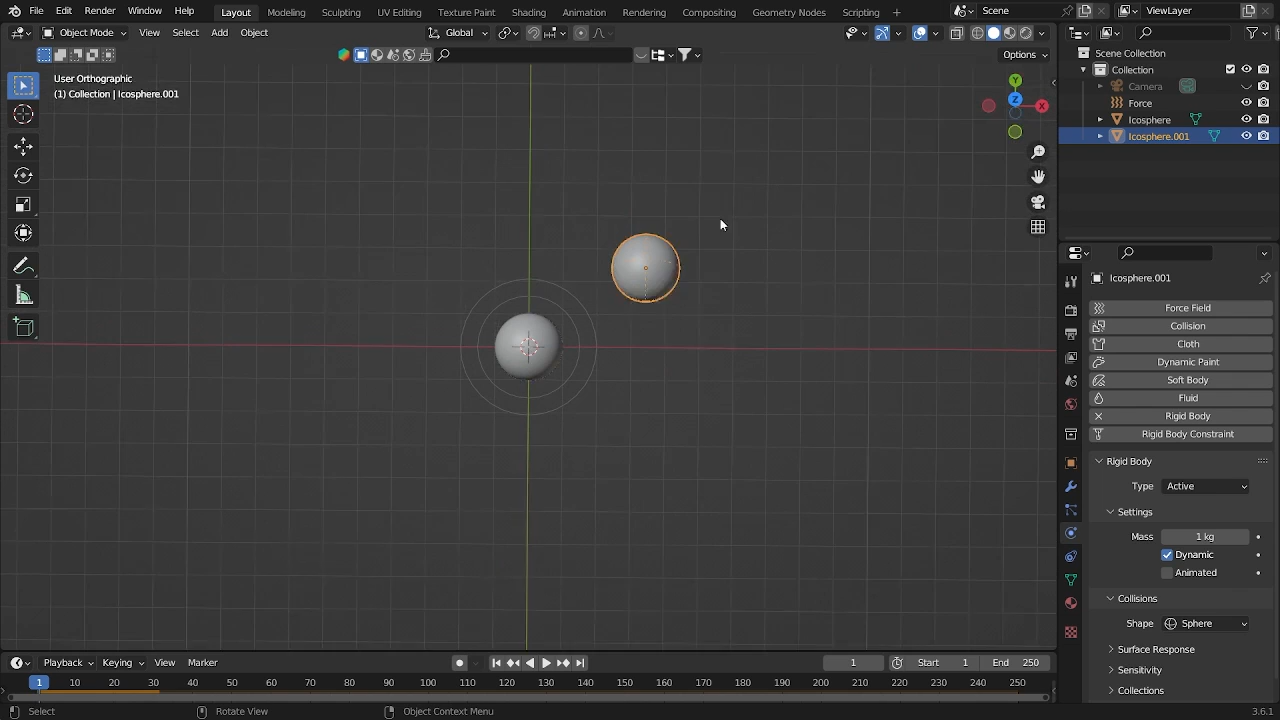 File Edit Render Window Help Layout Modeling Sculpting UV Editing Texture Paint Shading Animation Rendering Compositing Geometry Nodes Scripting + Scene ViewLayer
Object Mode View Select Add Object Global
Options
User Orthographic
(1) Collection | Icosphere.001
Y
Z
X
Scene Collection
Collection
Camera
Force
Icosphere
Icosphere.001
Icosphere.001
Force Field
Collision
Cloth
Dynamic Paint
Soft Body
Fluid
Rigid Body
Rigid Body Constraint
Rigid Body
Type Active
Settings
Mass 1 kg
Dynamic
Animated
Collisions
Shape Sphere
Surface Response
Sensitivity
Collections
Playback Keying View Marker 1 Start 1 End 250
1 10 20 30 40 50 60 70 80 90 100 110 120 130 140 150 160 170 180 190 200 210 220 230 240 250
Select Rotate View Object Context Menu 3.6.1